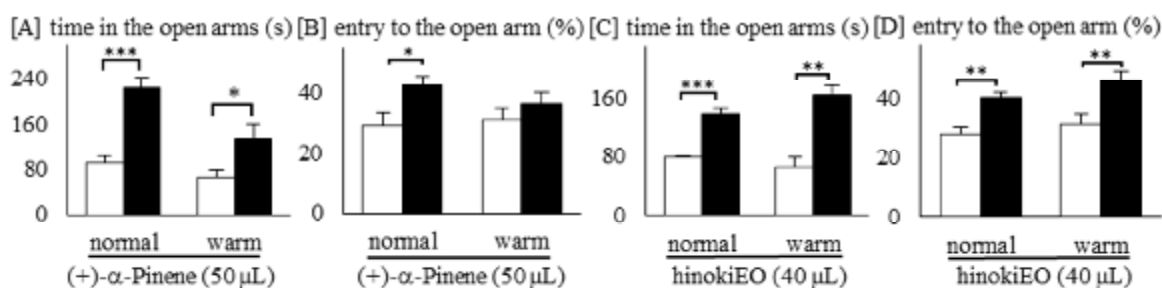 [A] time in the open arms (s) [B] entry to the open arm (%) [C] time in the open arms (s) [D] entry to the open arm (%)
*** * * *** ** ** **
240 160 80 0
40 20 0
160 80 0
40 20 0
normal warm normal warm normal warm normal warm
(+)-α-Pinene (50 μL) (+)-α-Pinene (50 μL) hinokiEO (40 μL) hinokiEO (40 μL)